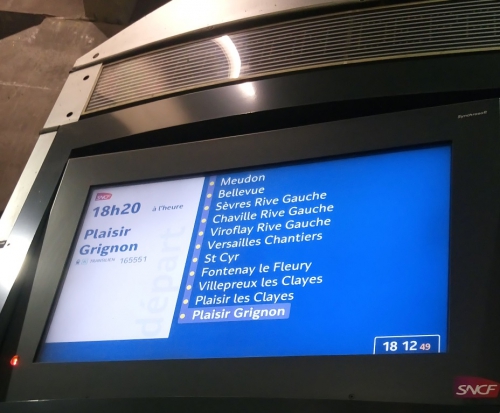 SNCF
18h20 à l'heure
Plaisir
Grignon
TRANSILIEN 165551
départ
Meudon
Bellevue
Sèvres Rive Gauche
Chaville Rive Gauche
Viroflay Rive Gauche
Versailles Chantiers
St Cyr
Fontenay le Fleury
Villepreux les Clayes
Plaisir les Clayes
Plaisir Grignon
18 12 49
SNCF